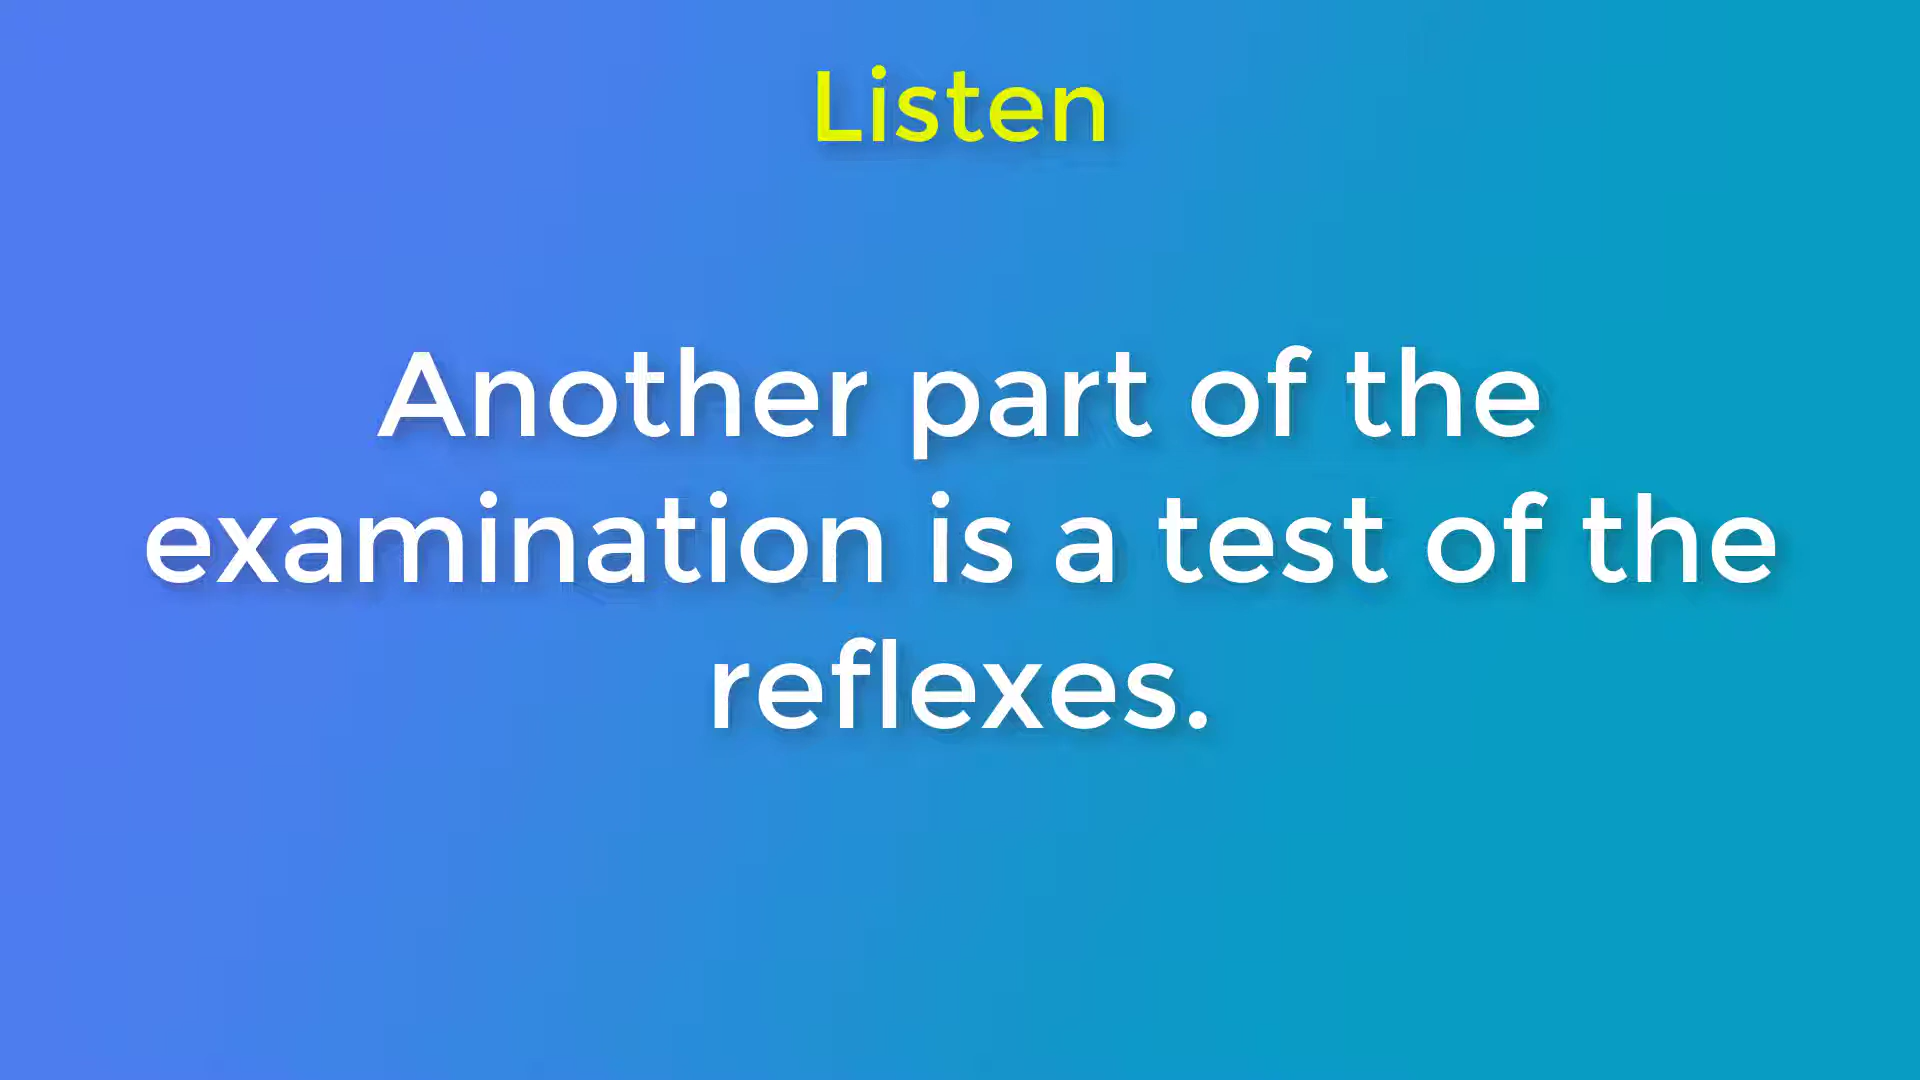 Listen
Another part of the
examination is a test of the
reflexes.